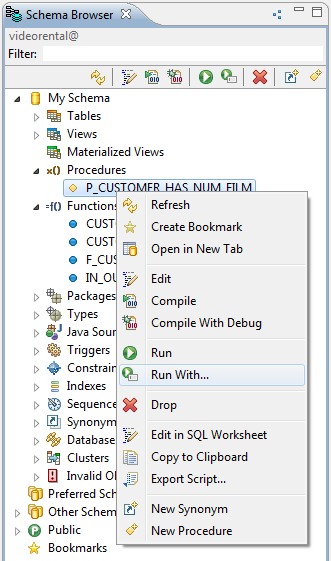 Schema Browser
videorental@
Filter:
My Schema
Tables
Views
Materialized Views
Procedures
P_CUSTOMER_HAS_NUM_FILM
Functions
CUST
CUST
F_CU
IN_OU
Packages
Types
Java Sour
Triggers
Constrain
Indexes
Sequence
Synonym
Database
Clusters
Invalid O
Preferred Sch
Other Schem
Public
Bookmarks
Refresh
Create Bookmark
Open in New Tab
Edit
Compile
Compile With Debug
Run
Run With...
Drop
Edit in SQL Worksheet
Copy to Clipboard
Export Script...
New Synonym
New Procedure